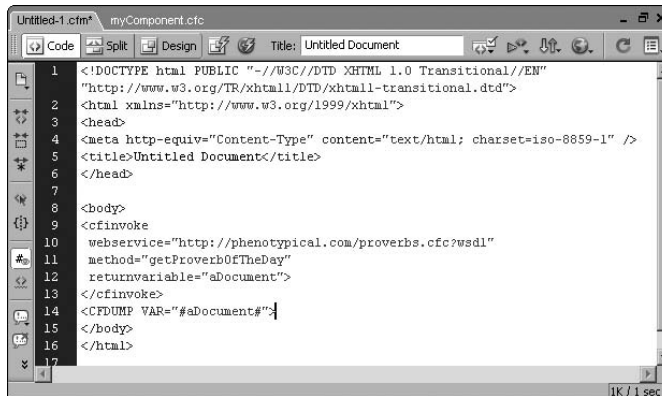 Untitled-1.cfm* myComponent.cfc
Code Split Design Title: Untitled Document
1 <!DOCTYPE html PUBLIC "-//W3C//DTD XHTML 1.0 Transitional//EN"
"http://www.w3.org/TR/xhtml1/DTD/xhtml1-transitional.dtd">
2 <html xmlns="http://www.w3.org/1999/xhtml">
3 <head>
4 <meta http-equiv="Content-Type" content="text/html; charset=iso-8859-1" />
5 <title>Untitled Document</title>
6 </head>
7
8 <body>
9 <cfinvoke
10 webservice="http://phenotypical.com/proverbs.cfc?wsdl"
11 method="getProverbOfTheDay"
12 returnvariable="aDocument">
13 </cfinvoke>
14 <CFDUMP VAR="#aDocument#">
15 </body>
16 </html>
17
1K / 1 sec